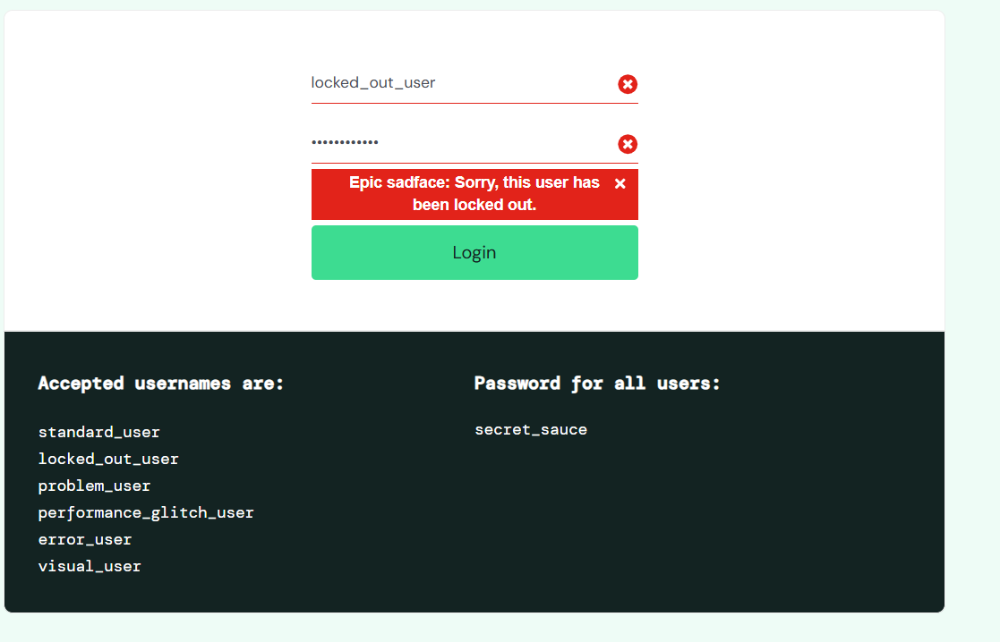 locked_out_user
••••••••••••
Epic sadface: Sorry, this user has
been locked out.
Login
Accepted usernames are:
standard_user
locked_out_user
problem_user
performance_glitch_user
error_user
visual_user
Password for all users:
secret_sauce